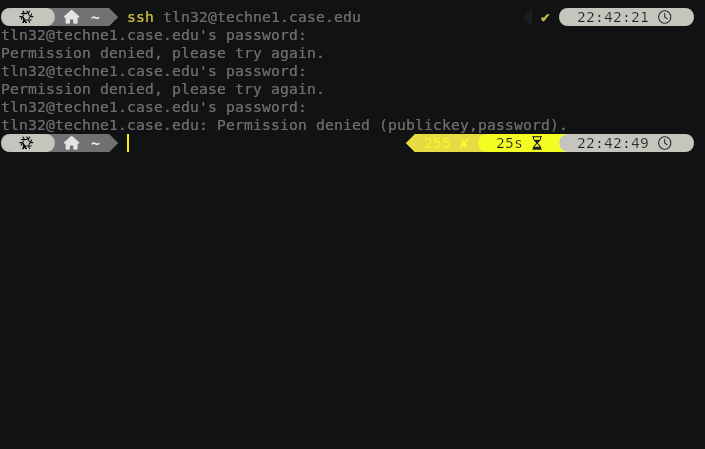 ~ ssh tln32@techne1.case.edu ✔ 22:42:21
tln32@techne1.case.edu's password:
Permission denied, please try again.
tln32@techne1.case.edu's password:
Permission denied, please try again.
tln32@techne1.case.edu's password:
tln32@techne1.case.edu: Permission denied (publickey,password).
~ 255 ✘ 25s 22:42:49